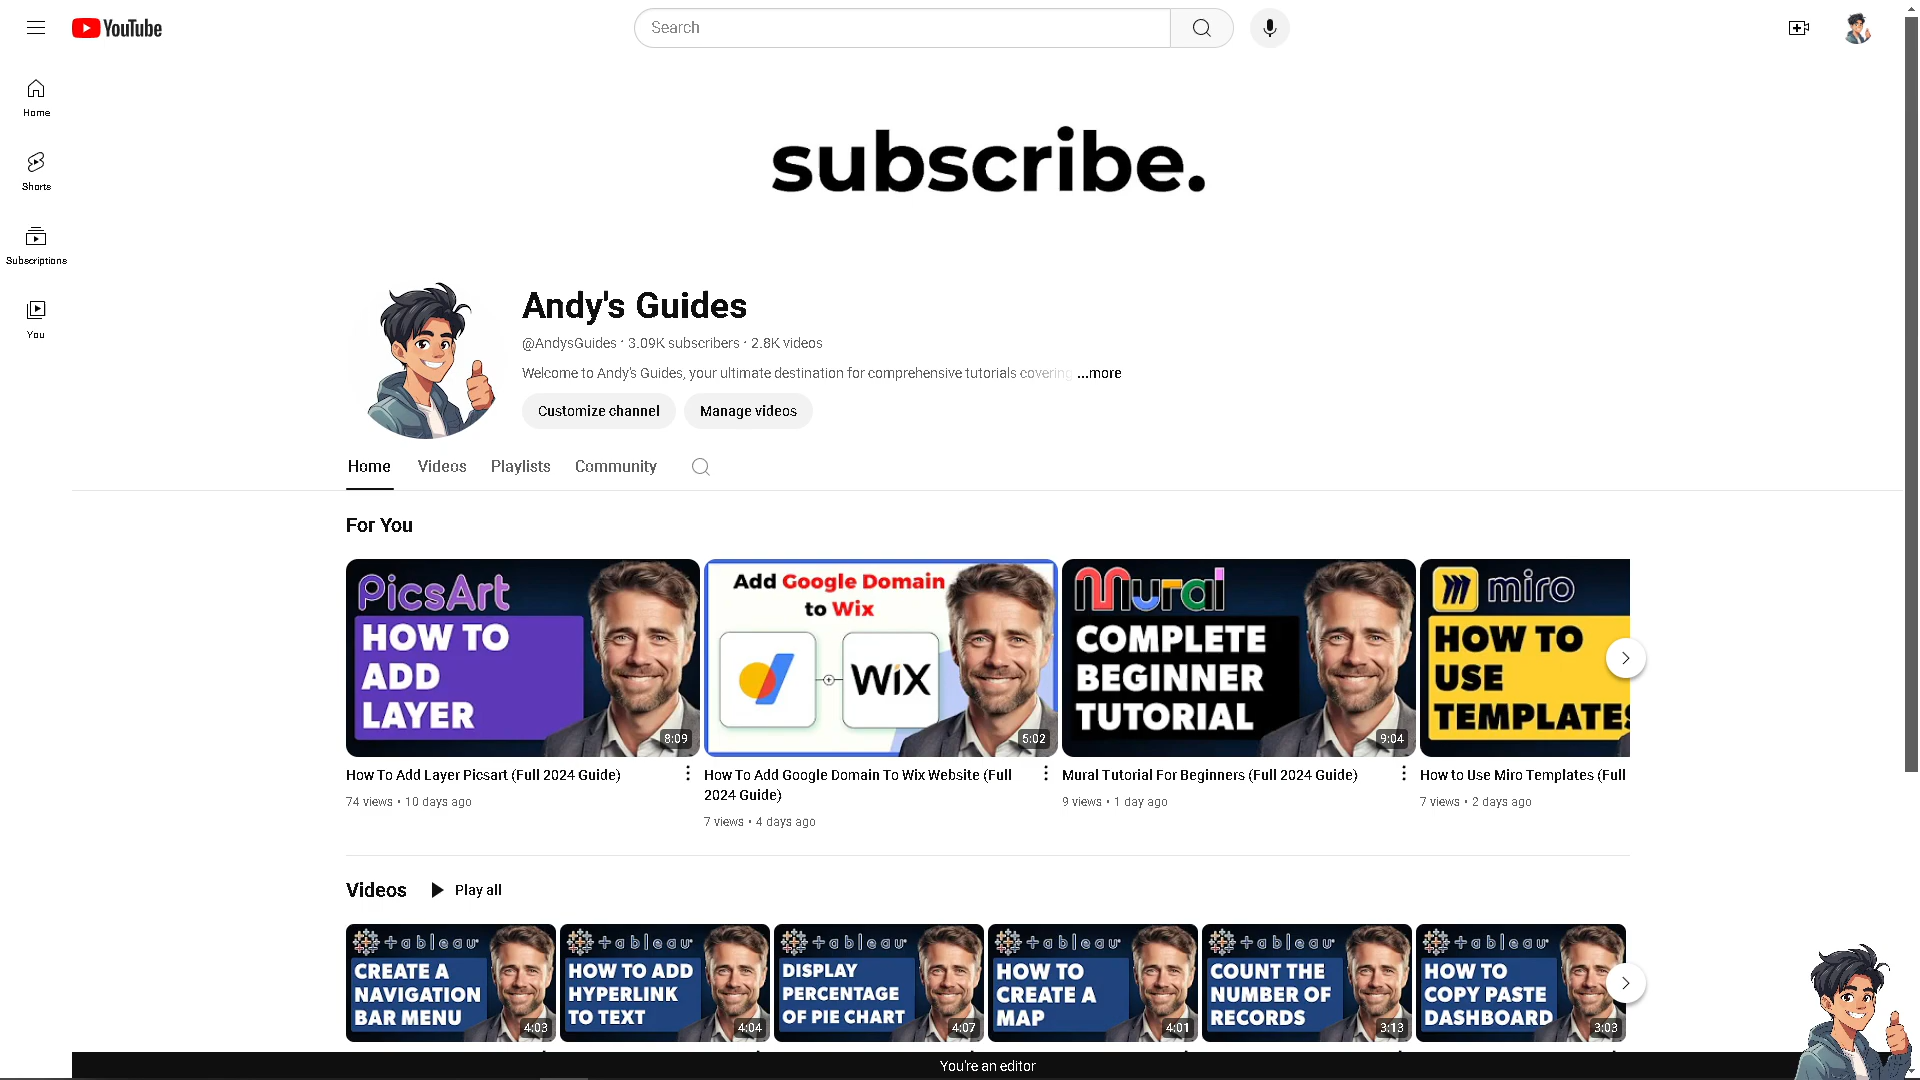 YouTube
Search
Home
Shorts
Subscriptions
You
subscribe.
Andy's Guides
@AndysGuides · 3.09K subscribers · 2.8K videos
Welcome to Andy's Guides, your ultimate destination for comprehensive tutorials covering ...more
Customize channel
Manage videos
Home
Videos
Playlists
Community
For You
PicsArt
HOW TO
ADD
LAYER
8:09
Add Google Domain
to Wix
WiX
5:02
Mural
COMPLETE
BEGINNER
TUTORIAL
9:04
miro
HOW TO
USE
TEMPLATES
How To Add Layer Picsart (Full 2024 Guide)
74 views • 10 days ago
How To Add Google Domain To Wix Website (Full
2024 Guide)
7 views • 4 days ago
Mural Tutorial For Beginners (Full 2024 Guide)
9 views • 1 day ago
How to Use Miro Templates (Full
7 views • 2 days ago
Videos
Play all
+ableau
CREATE A
NAVIGATION
BAR MENU
4:03
+ableau
HOW TO ADD
HYPERLINK
TO TEXT
4:04
+ableau
DISPLAY
PERCENTAGE
OF PIE CHART
4:07
+ableau
HOW TO
CREATE A
MAP
4:01
+ableau
COUNT THE
NUMBER OF
RECORDS
3:13
+ableau
HOW TO
COPY PASTE
DASHBOARD
3:03
You're an editor